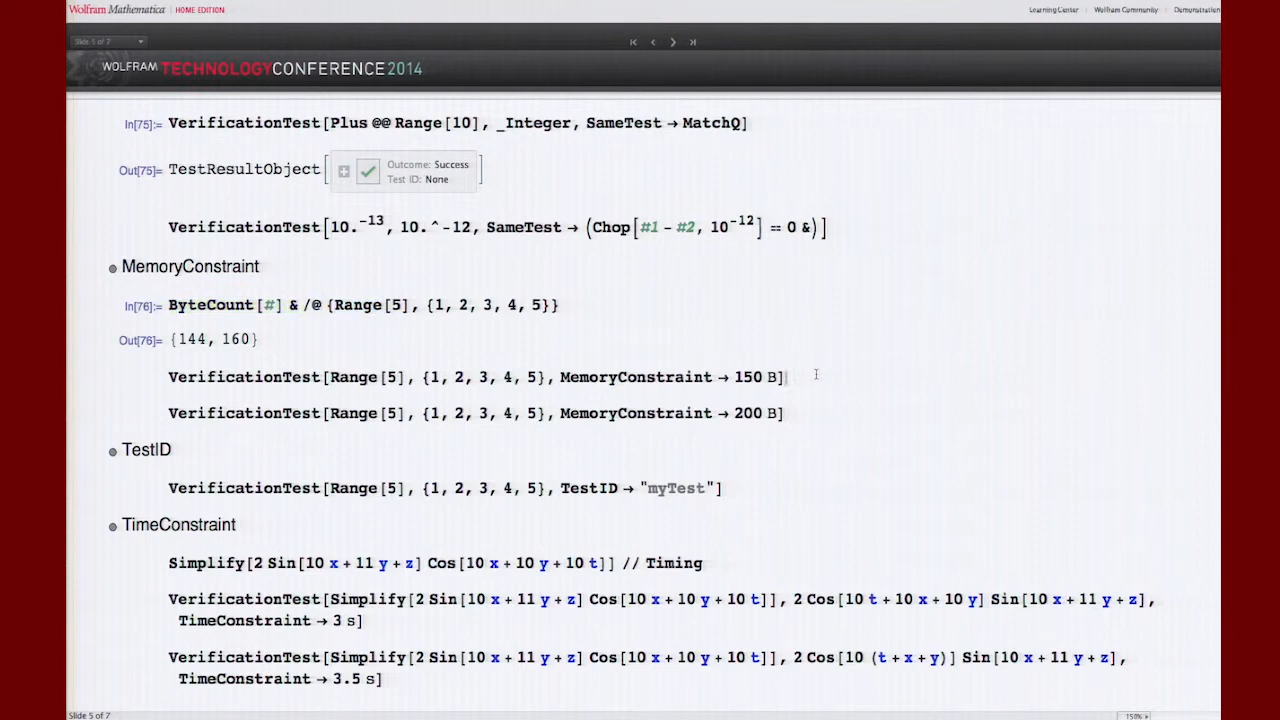 Wolfram Mathematica | HOME EDITION
Learning Center | Wolfram Community | Demonstration
Slide 5 of 7
WOLFRAM TECHNOLOGYCONFERENCE2014
In[75]:= VerificationTest[Plus @@ Range[10], _Integer, SameTest → MatchQ]
Out[75]= TestResultObject[
Outcome: Success
Test ID: None
]
VerificationTest[10.^-13, 10.^-12, SameTest → (Chop[#1 - #2, 10^-12] == 0 &)]
MemoryConstraint
In[76]:= ByteCount[#] & /@ {Range[5], {1, 2, 3, 4, 5}}
Out[76]= {144, 160}
VerificationTest[Range[5], {1, 2, 3, 4, 5}, MemoryConstraint → 150 B]
VerificationTest[Range[5], {1, 2, 3, 4, 5}, MemoryConstraint → 200 B]
TestID
VerificationTest[Range[5], {1, 2, 3, 4, 5}, TestID → "myTest"]
TimeConstraint
Simplify[2 Sin[10 x + 11 y + z] Cos[10 x + 10 y + 10 t]] // Timing
VerificationTest[Simplify[2 Sin[10 x + 11 y + z] Cos[10 x + 10 y + 10 t]], 2 Cos[10 t + 10 x + 10 y] Sin[10 x + 11 y + z],
TimeConstraint → 3 s]
VerificationTest[Simplify[2 Sin[10 x + 11 y + z] Cos[10 x + 10 y + 10 t]], 2 Cos[10 (t + x + y)] Sin[10 x + 11 y + z],
TimeConstraint → 3.5 s]
Slide 5 of 7
150%